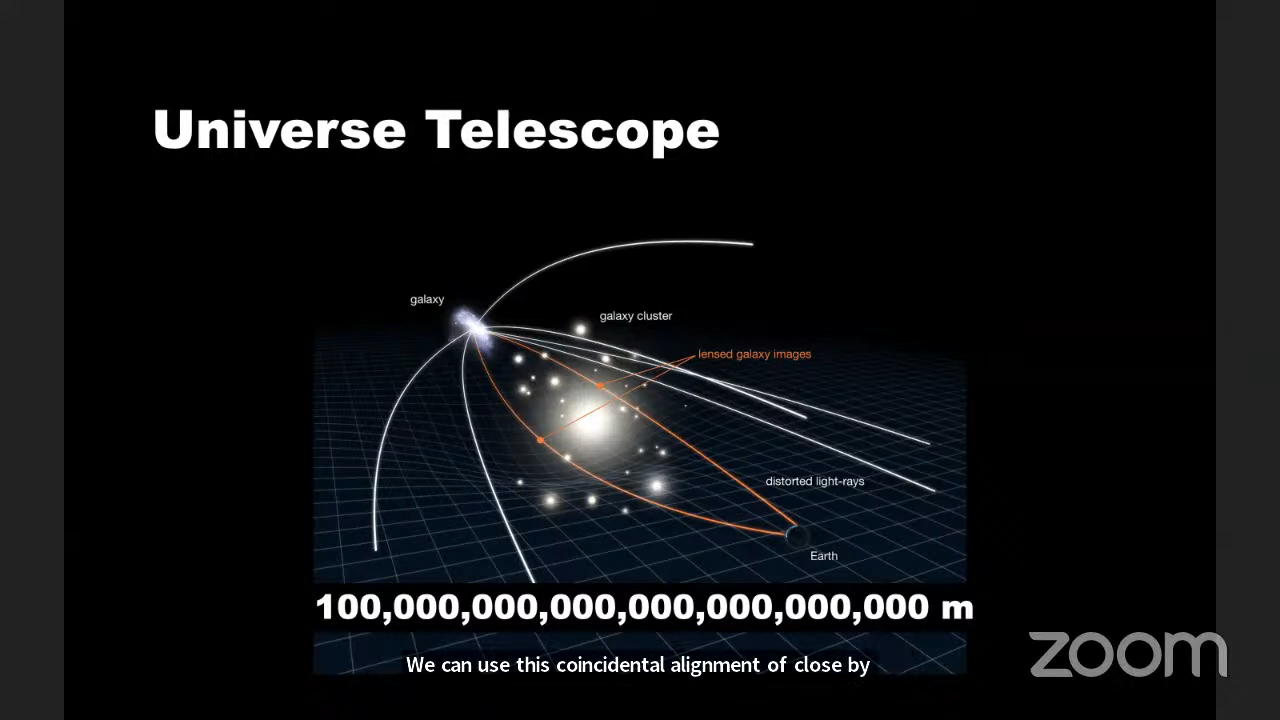 Universe Telescope
galaxy
galaxy cluster
lensed galaxy images
distorted light-rays
Earth
100,000,000,000,000,000,000,000 m
We can use this coincidental alignment of close by
zoom